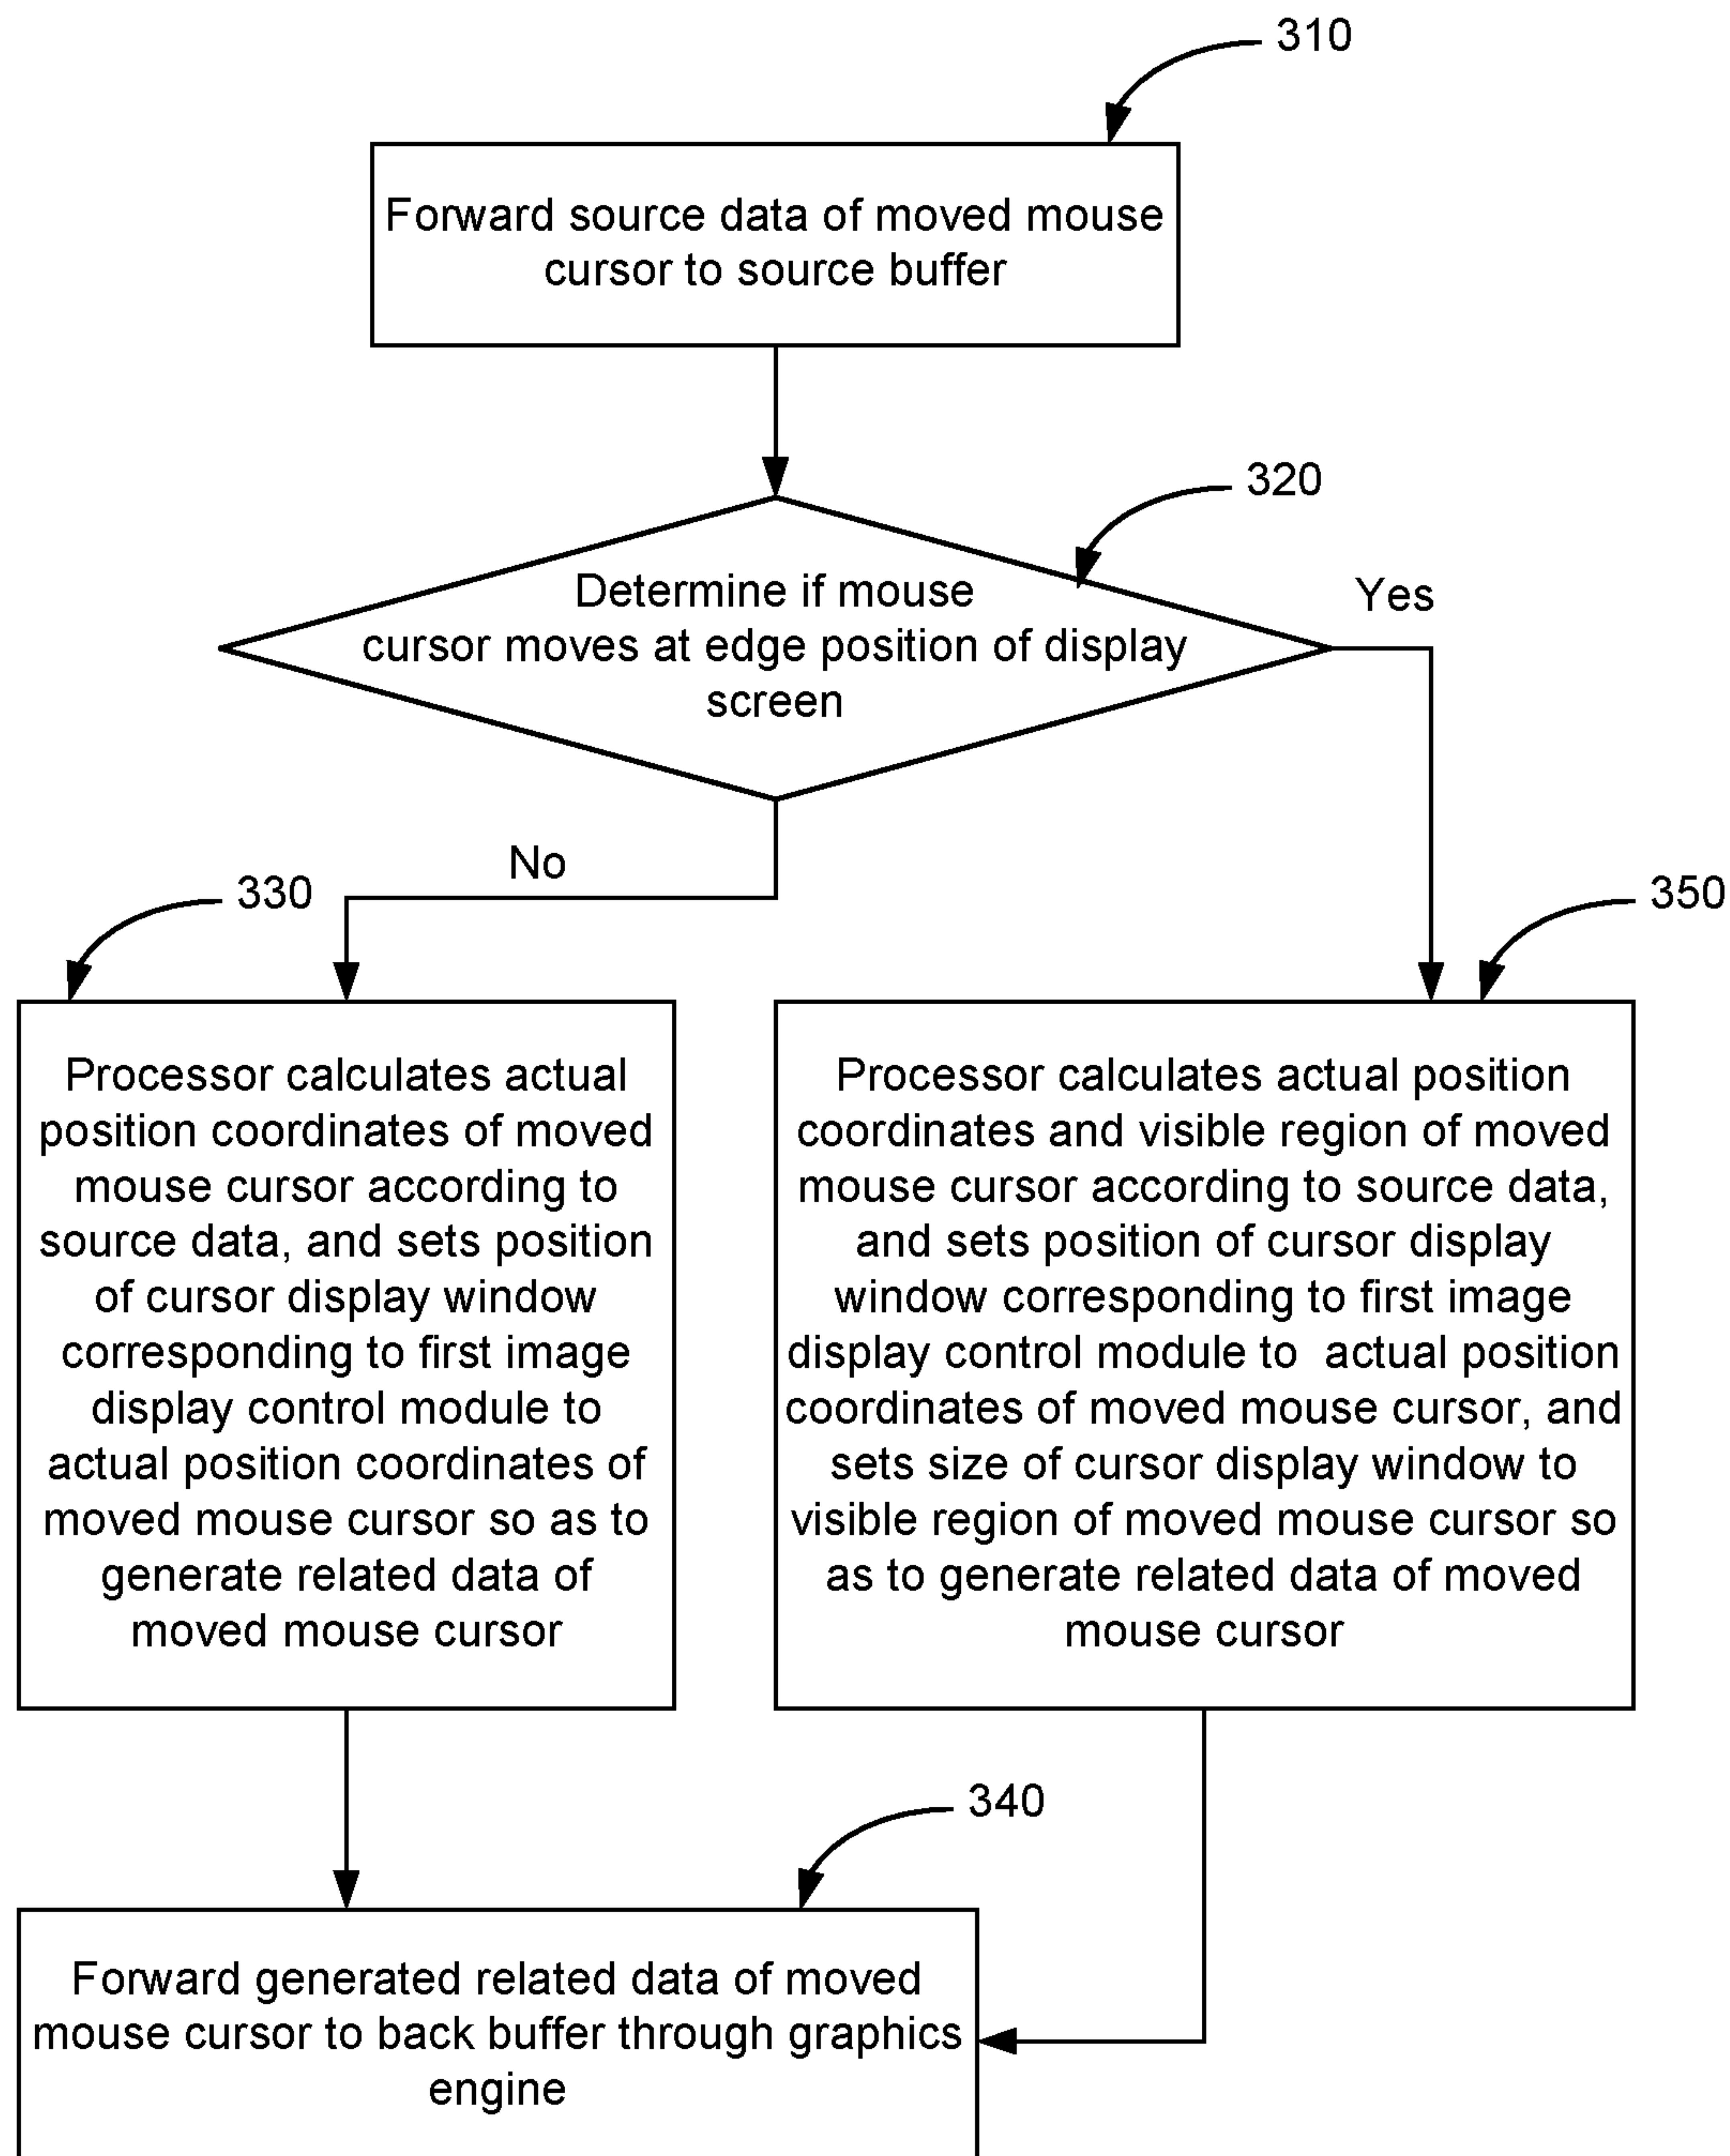 310
Forward source data of moved mouse
cursor to source buffer
320
Determine if mouse
cursor moves at edge position of display
screen
Yes
No
330
350
Processor calculates actual
position coordinates of moved
mouse cursor according to
source data, and sets position
of cursor display window
corresponding to first image
display control module to
actual position coordinates of
moved mouse cursor so as to
generate related data of
moved mouse cursor
Processor calculates actual position
coordinates and visible region of moved
mouse cursor according to source data,
and sets position of cursor display
window corresponding to first image
display control module to actual position
coordinates of moved mouse cursor, and
sets size of cursor display window to
visible region of moved mouse cursor so
as to generate related data of moved
mouse cursor
340
Forward generated related data of moved
mouse cursor to back buffer through graphics
engine